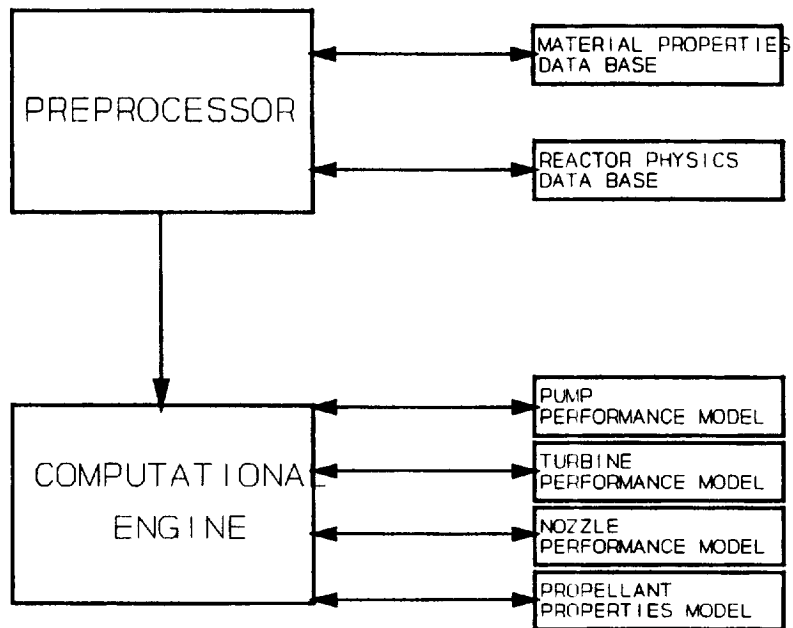 PREPROCESSOR
MATERIAL PROPERTIES
DATA BASE
REACTOR PHYSICS
DATA BASE
COMPUTATIONAL
ENGINE
PUMP
PERFORMANCE MODEL
TURBINE
PERFORMANCE MODEL
NOZZLE
PERFORMANCE MODEL
PROPELLANT
PROPERTIES MODEL